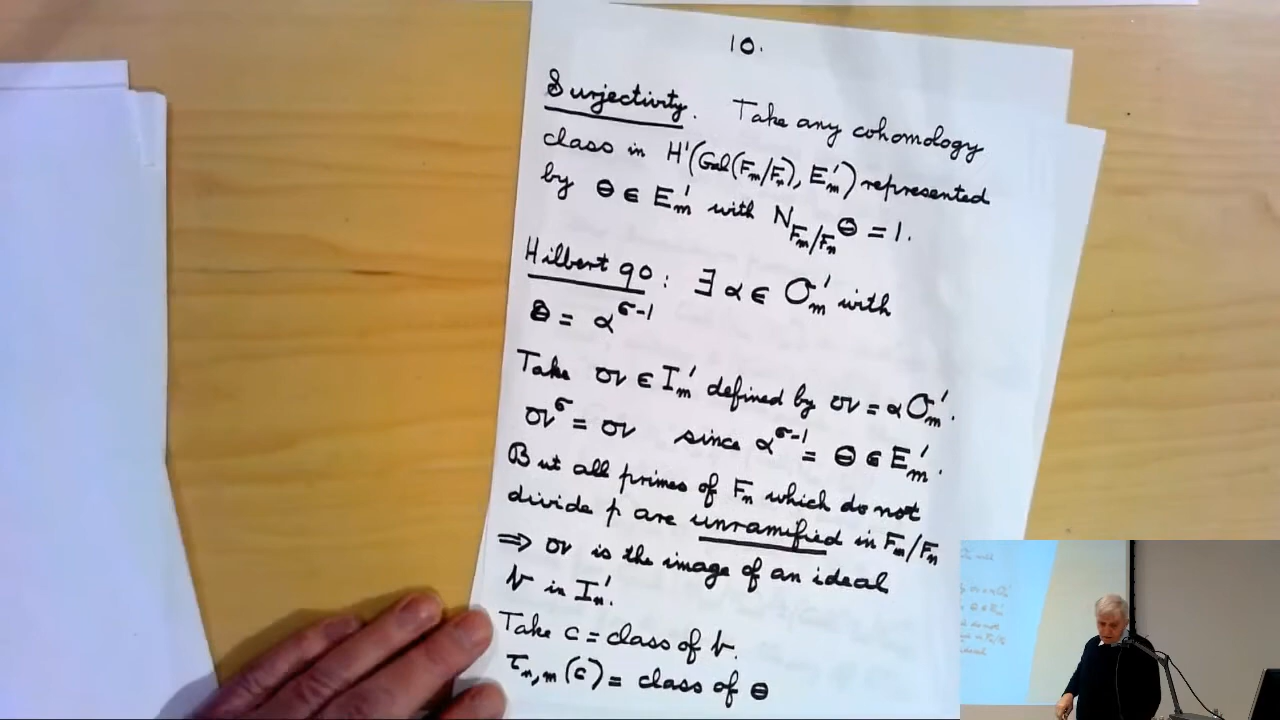 10.
Surjectivity. Take any cohomology
class in H'(Gal(F_m/F_n), E'_m) represented
by Θ ∈ E'_m with N_{F_m/F_n} Θ = 1.
Hilbert 90 : ∃ α ∈ O'_m with
Θ = α^{σ-1}
Take 𝔞 ∈ I'_m defined by 𝔞 = α O'_m.
𝔞^σ = 𝔞 since α^{σ-1} = Θ ∈ E'_m.
But all primes of F_n which do not
divide p are unramified in F_m/F_n
⇒ 𝔞 is the image of an ideal
𝔟 in I'_n.
Take c = class of 𝔟.
τ_{n,m}(c) = class of Θ